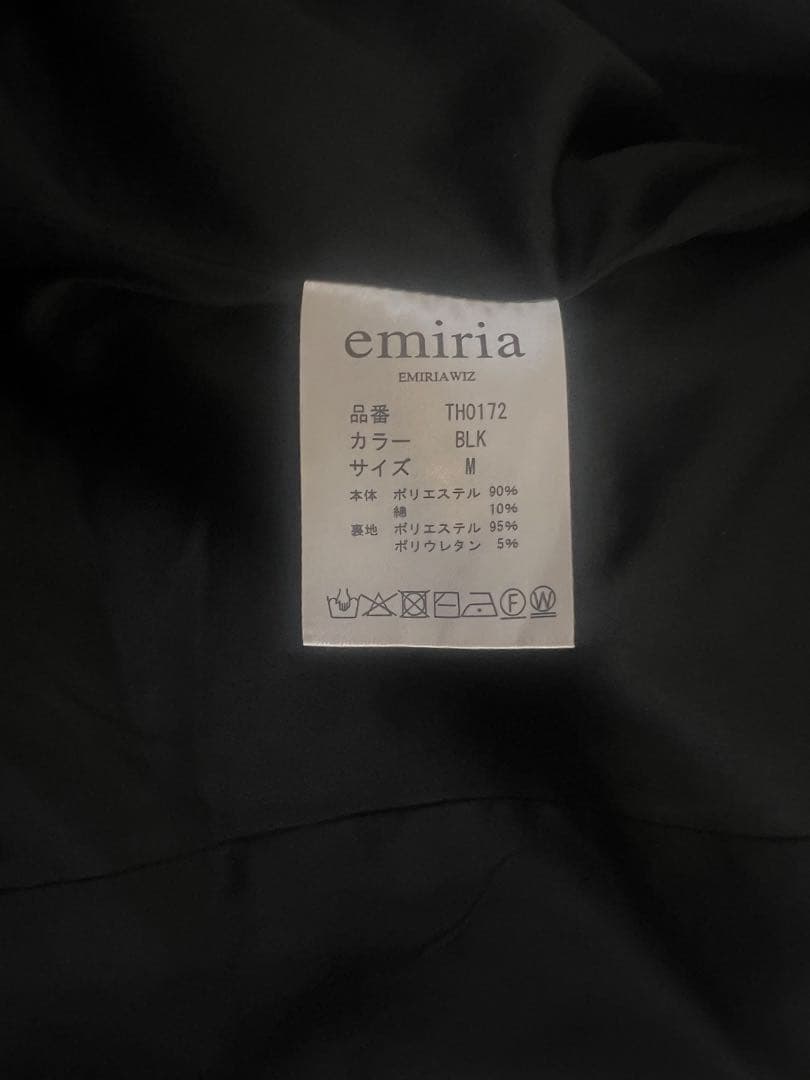 emiria
EMIRIAWIZ
品番 TH0172
カラー BLK
サイズ M
本体 ポリエステル 90%
綿 10%
裏地 ポリエステル 95%
ポリウレタン 5%
F W